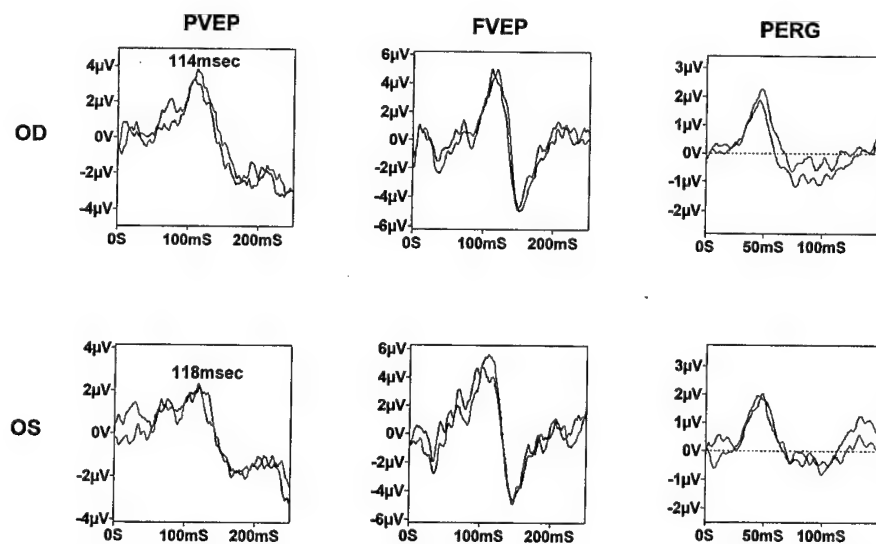 PVEP FVEP PERG
OD
4µV
2µV
0V
-2µV
-4µV
114msec
0S 100mS 200mS
6µV
4µV
2µV
0V
-2µV
-4µV
-6µV
0S 100mS 200mS
3µV
2µV
1µV
0V
-1µV
-2µV
0S 50mS 100mS
OS
4µV
2µV
0V
-2µV
-4µV
118msec
0S 100mS 200mS
6µV
4µV
2µV
0V
-2µV
-4µV
-6µV
0S 100mS 200mS
3µV
2µV
1µV
0V
-1µV
-2µV
0S 50mS 100mS